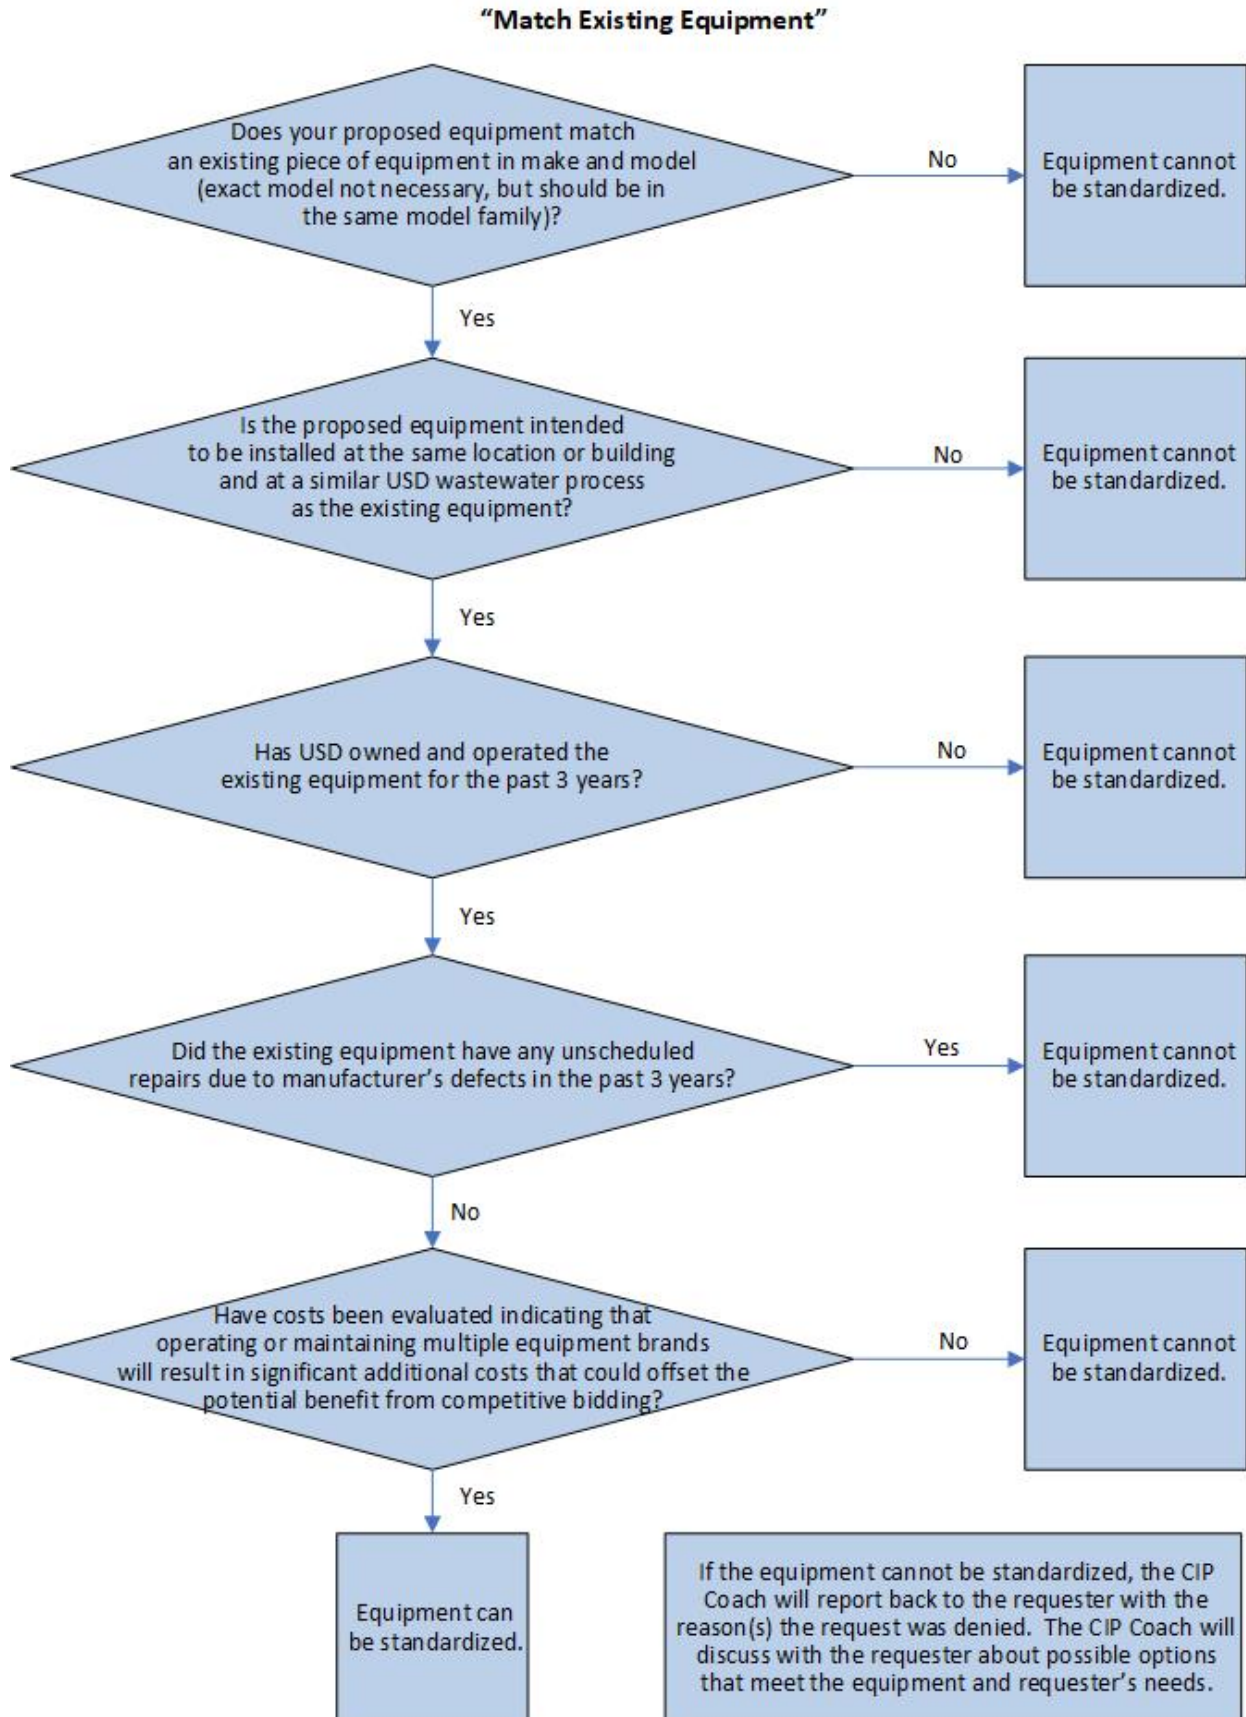 “Match Existing Equipment”
Does your proposed equipment match
an existing piece of equipment in make and model
(exact model not necessary, but should be in
the same model family)?
No
Equipment cannot
be standardized.
Yes
Is the proposed equipment intended
to be installed at the same location or building
and at a similar USD wastewater process
as the existing equipment?
No
Equipment cannot
be standardized.
Yes
Has USD owned and operated the
existing equipment for the past 3 years?
No
Equipment cannot
be standardized.
Yes
Did the existing equipment have any unscheduled
repairs due to manufacturer’s defects in the past 3 years?
Yes
Equipment cannot
be standardized.
No
Have costs been evaluated indicating that
operating or maintaining multiple equipment brands
will result in significant additional costs that could offset the
potential benefit from competitive bidding?
No
Equipment cannot
be standardized.
Yes
Equipment can
be standardized.
If the equipment cannot be standardized, the CIP
Coach will report back to the requester with the
reason(s) the request was denied.  The CIP Coach will
discuss with the requester about possible options
that meet the equipment and requester’s needs.